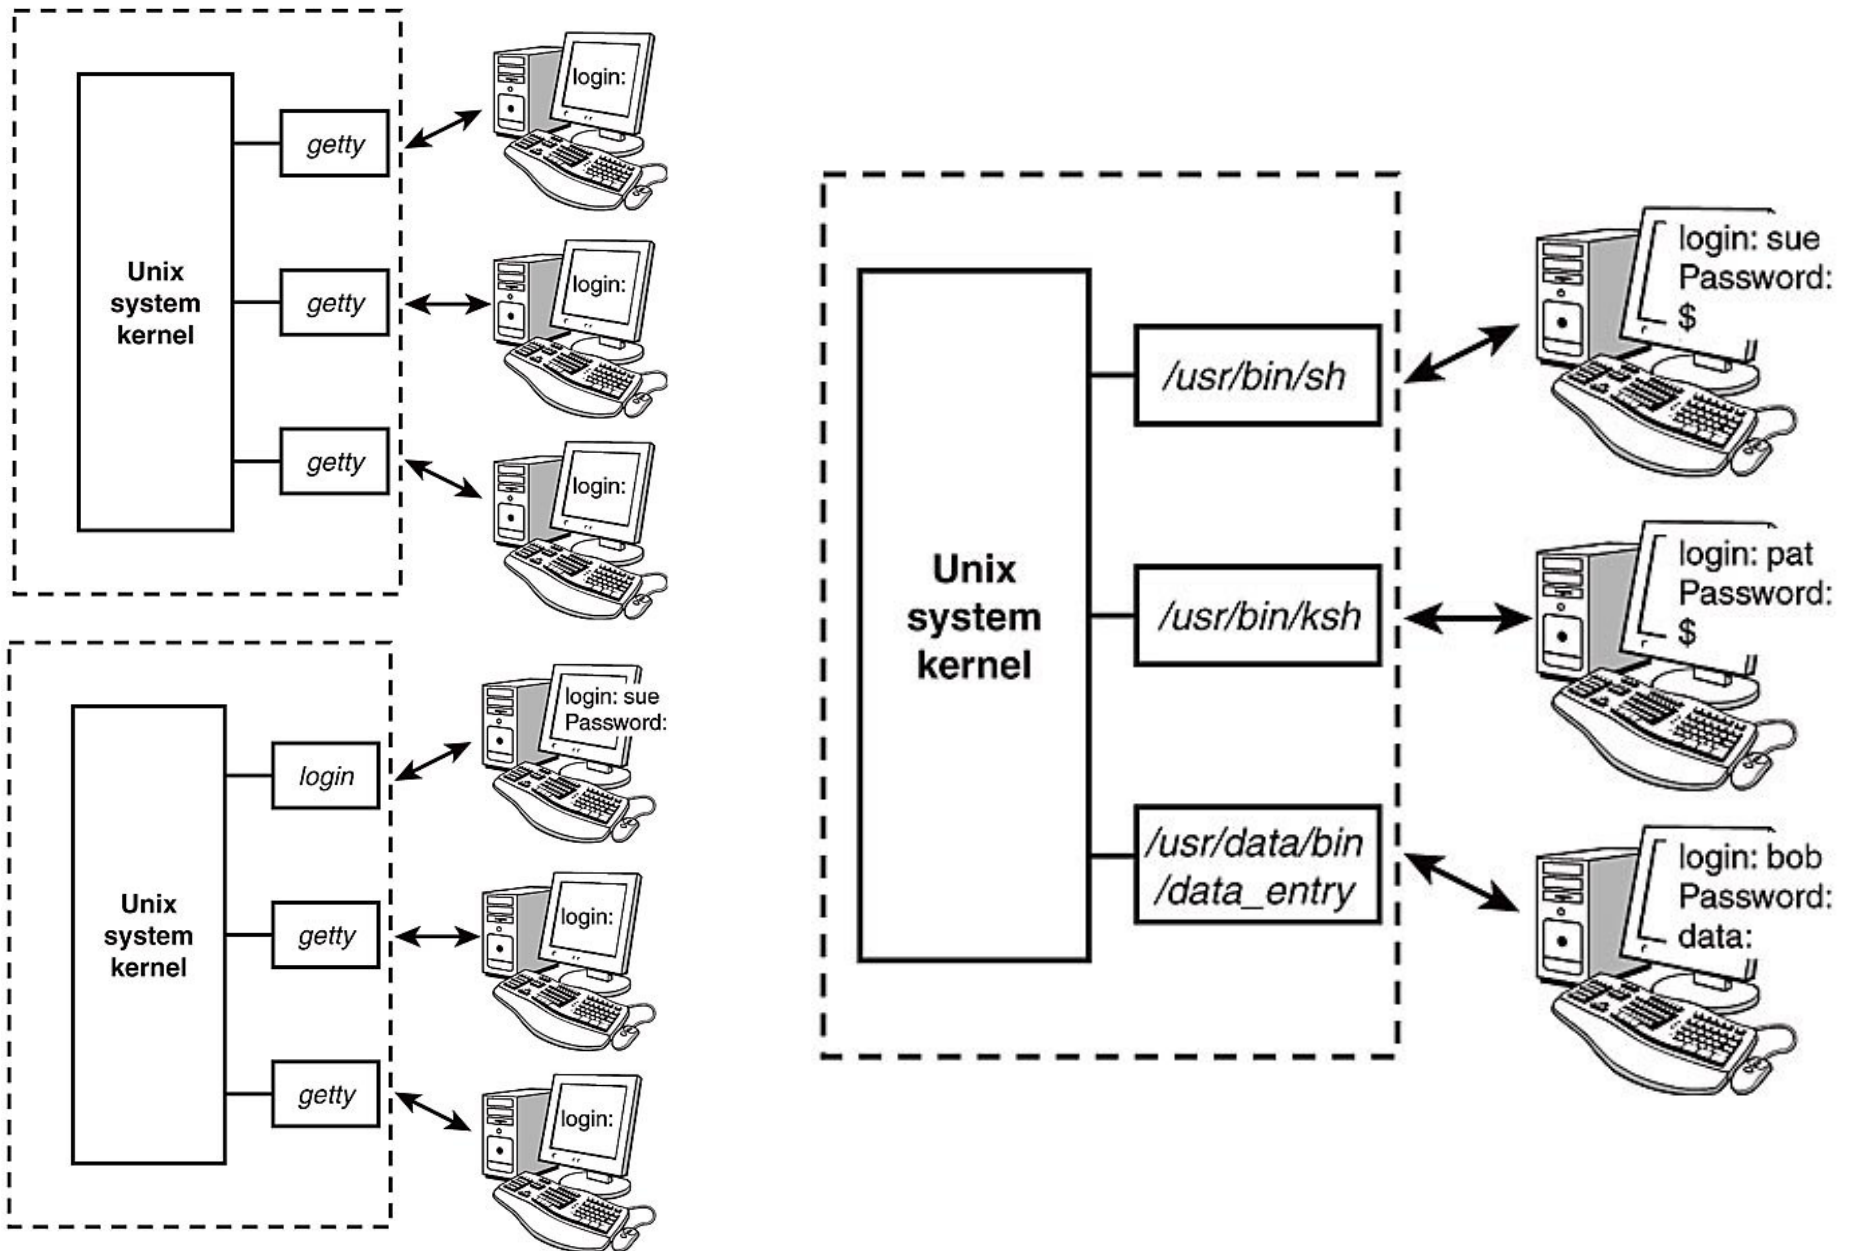 Unix
system
kernel
getty
login:
getty
login:
getty
login:
Unix
system
kernel
login
login: sue
Password:
getty
login:
getty
login:
Unix
system
kernel
/usr/bin/sh
login: sue
Password:
$
/usr/bin/ksh
login: pat
Password:
$
/usr/data/bin
/data_entry
login: bob
Password:
data: